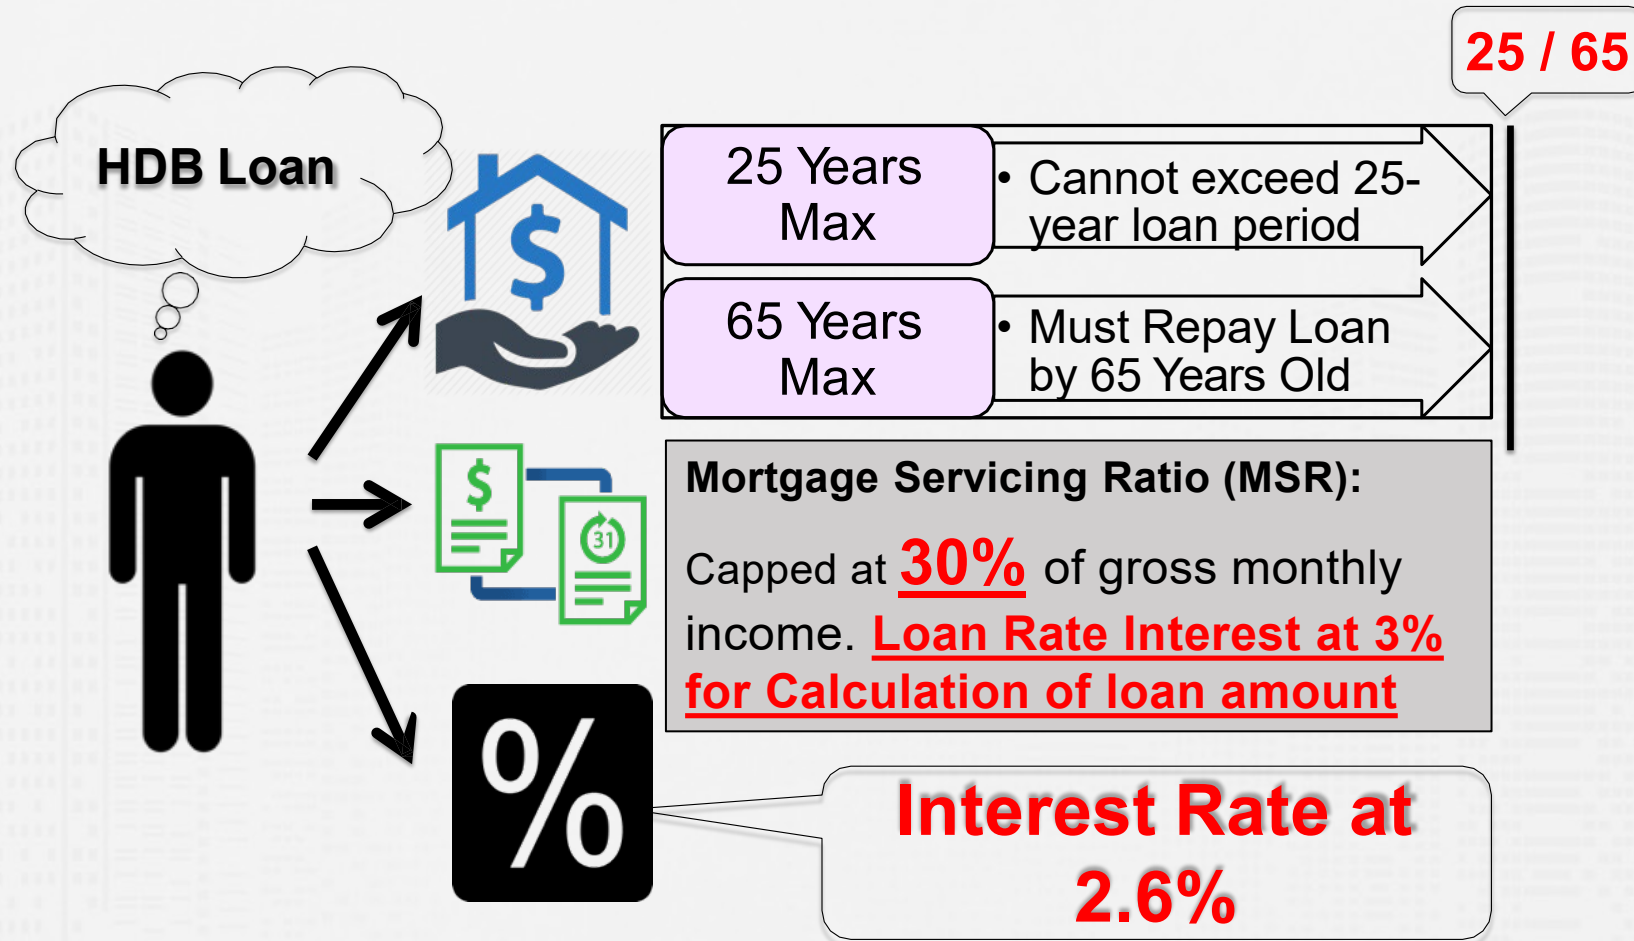 25 / 65
HDB Loan
25 Years
Max
• Cannot exceed 25-
year loan period
65 Years
Max
• Must Repay Loan
by 65 Years Old
$
$
31
Mortgage Servicing Ratio (MSR):
Capped at 30% of gross monthly
income. Loan Rate Interest at 3%
for Calculation of loan amount
%
Interest Rate at
2.6%